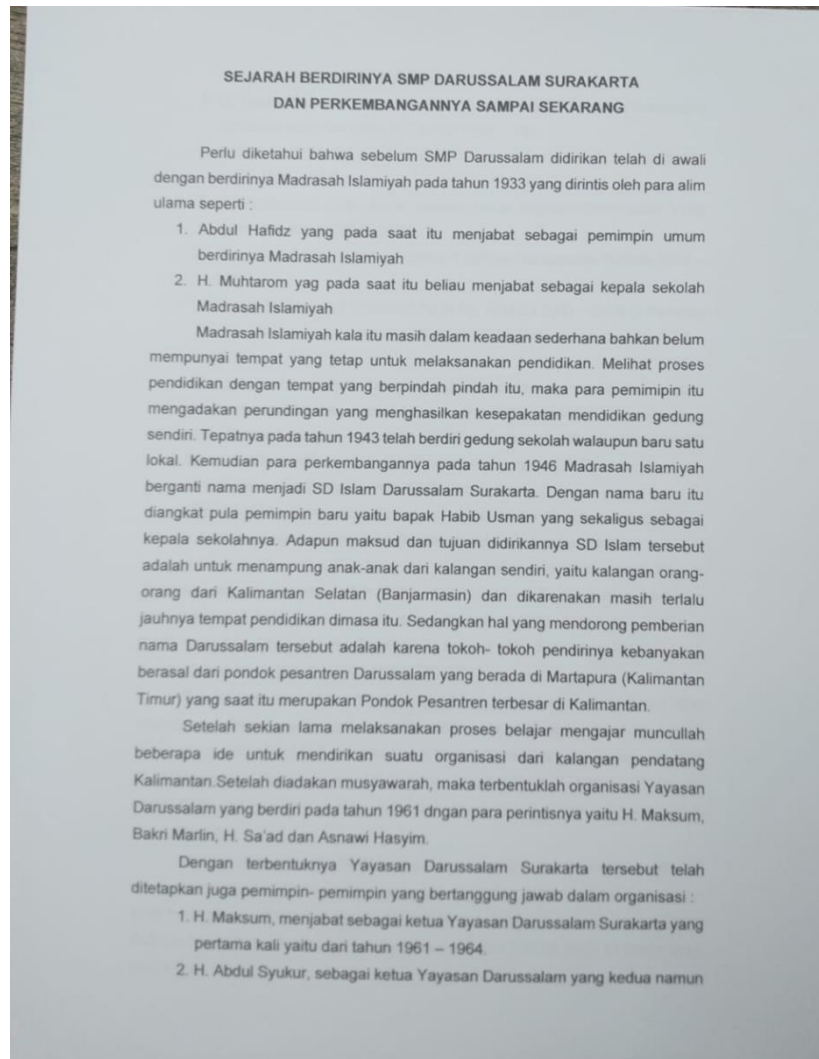 SEJARAH BERDIRINYA SMP DARUSSALAM SURAKARTA
DAN PERKEMBANGANNYA SAMPAI SEKARANG
Perlu diketahui bahwa sebelum SMP Darussalam didirikan telah di awali
dengan berdirinya Madrasah Islamiyah pada tahun 1933 yang dirintis oleh para alim
ulama seperti :
1. Abdul Hafidz yang pada saat itu menjabat sebagai pemimpin umum
berdirinya Madrasah Islamiyah
2. H. Muhtarom yag pada saat itu beliau menjabat sebagai kepala sekolah
Madrasah Islamiyah
Madrasah Islamiyah kala itu masih dalam keadaan sederhana bahkan belum
mempunyai tempat yang tetap untuk melaksanakan pendidikan. Melihat proses
pendidikan dengan tempat yang berpindah pindah itu, maka para pemimipin itu
mengadakan perundingan yang menghasilkan kesepakatan mendidikan gedung
sendiri. Tepatnya pada tahun 1943 telah berdiri gedung sekolah walaupun baru satu
lokal. Kemudian para perkembangannya pada tahun 1946 Madrasah Islamiyah
berganti nama menjadi SD Islam Darussalam Surakarta. Dengan nama baru itu
diangkat pula pemimpin baru yaitu bapak Habib Usman yang sekaligus sebagai
kepala sekolahnya. Adapun maksud dan tujuan didirikannya SD Islam tersebut
adalah untuk menampung anak-anak dari kalangan sendiri, yaitu kalangan orang-
orang dari Kalimantan Selatan (Banjarmasin) dan dikarenakan masih terlalu
jauhnya tempat pendidikan dimasa itu. Sedangkan hal yang mendorong pemberian
nama Darussalam tersebut adalah karena tokoh- tokoh pendirinya kebanyakan
berasal dari pondok pesantren Darussalam yang berada di Martapura (Kalimantan
Timur) yang saat itu merupakan Pondok Pesantren terbesar di Kalimantan.
Setelah sekian lama melaksanakan proses belajar mengajar muncullah
beberapa ide untuk mendirikan suatu organisasi dari kalangan pendatang
Kalimantan.Setelah diadakan musyawarah, maka terbentuklah organisasi Yayasan
Darussalam yang berdiri pada tahun 1961 dngan para perintisnya yaitu H. Maksum,
Bakri Marlin, H. Sa'ad dan Asnawi Hasyim.
Dengan terbentuknya Yayasan Darussalam Surakarta tersebut telah
ditetapkan juga pemimpin- pemimpin yang bertanggung jawab dalam organisasi :
1. H. Maksum, menjabat sebagai ketua Yayasan Darussalam Surakarta yang
pertama kali yaitu dari tahun 1961 – 1964.
2. H. Abdul Syukur, sebagai ketua Yayasan Darussalam yang kedua namun